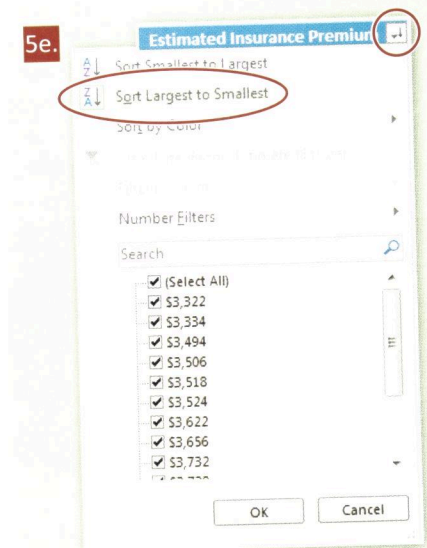 5e.
Estimated Insurance Premium
Sort Smallest to Largest
Sort Largest to Smallest
Sort by Color
Number Filters
Search
(Select All)
$3,322
$3,334
$3,494
$3,506
$3,518
$3,524
$3,622
$3,656
$3,732
OK
Cancel